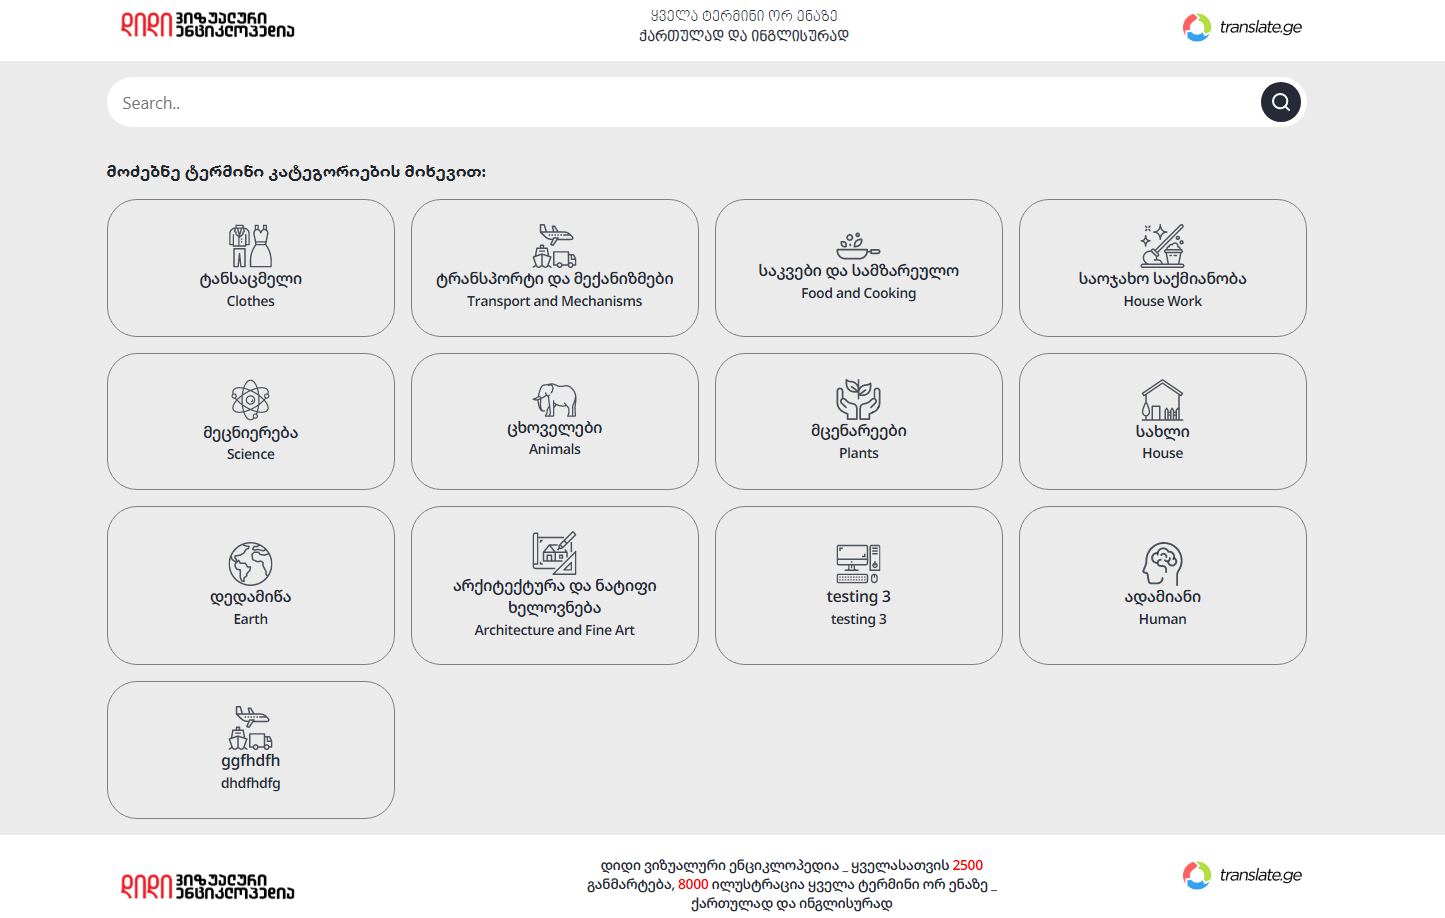 დიდი ვიზუალური
ენციკლოპედია
ყველა ტერმინი ორ ენაზე
ქართულად და ინგლისურად
translate.ge
Search..
მოძებნე ტერმინი კატეგორიების მიხევით:
ტანსაცმელი
Clothes
ტრანსპორტი და მექანიზმები
Transport and Mechanisms
საკვები და სამზარეულო
Food and Cooking
საოჯახო საქმიანობა
House Work
მეცნიერება
Science
ცხოველები
Animals
მცენარეები
Plants
სახლი
House
დედამიწა
Earth
არქიტექტურა და ნატიფი
ხელოვნება
Architecture and Fine Art
testing 3
testing 3
ადამიანი
Human
ggfhdfh
dhdfhdfg
დიდი ვიზუალური
ენციკლოპედია
დიდი ვიზუალური ენციკლოპედია _ ყველასათვის 2500
განმარტება, 8000 ილუსტრაცია ყველა ტერმინი ორ ენაზე _
ქართულად და ინგლისურად
translate.ge